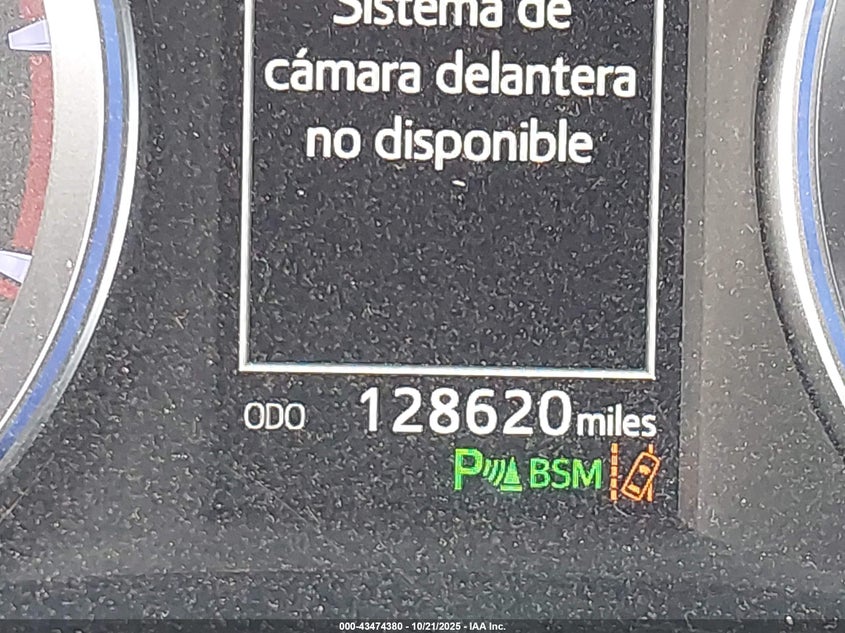 Sistema de
cámara delantera
no disponible
ODO 128620 miles
P BSM
000-43474380 - 10/21/2025 - IAA Inc.